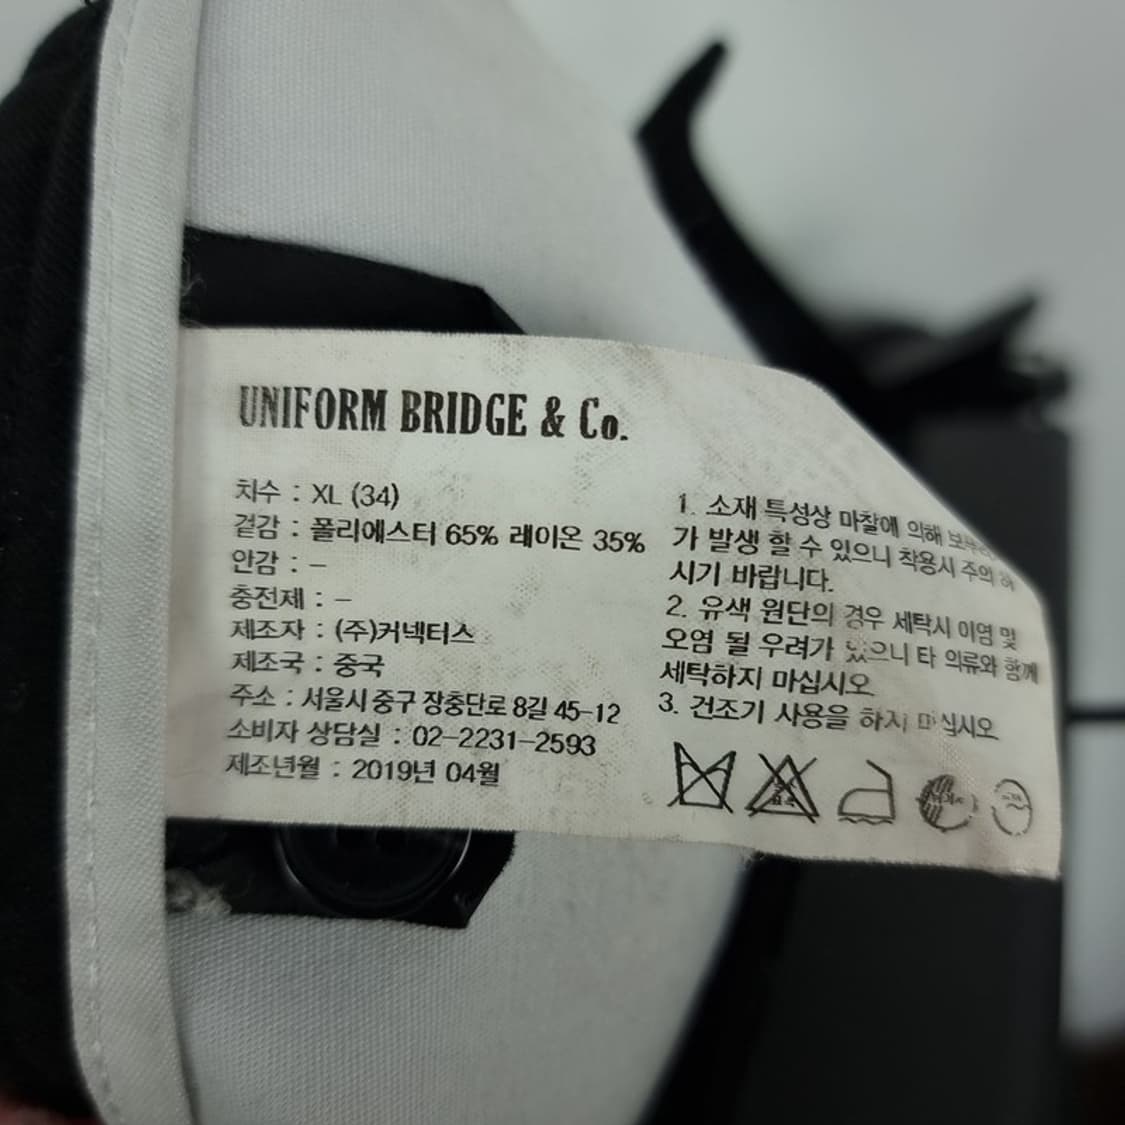 UNIFORM BRIDGE & Co.
치수 : XL (34)
겉감 : 폴리에스터 65% 레이온 35%
안감 : –
충전제 : –
제조자 : (주)커넥터스
제조국 : 중국
주소 : 서울시 중구 장충단로 8길 45-12
소비자 상담실 : 02-2231-2593
제조년월 : 2019년 04월
1. 소재 특성상 마찰에 의해
가 발생 할 수 있으니 착용시 주의 하
시기 바랍니다.
2. 유색 원단의 경우 세탁시 이염 및
오염 될 우려가 있으니 타 의류와 함께
세탁하지 마십시오
3. 건조기 사용을 하지 마십시오